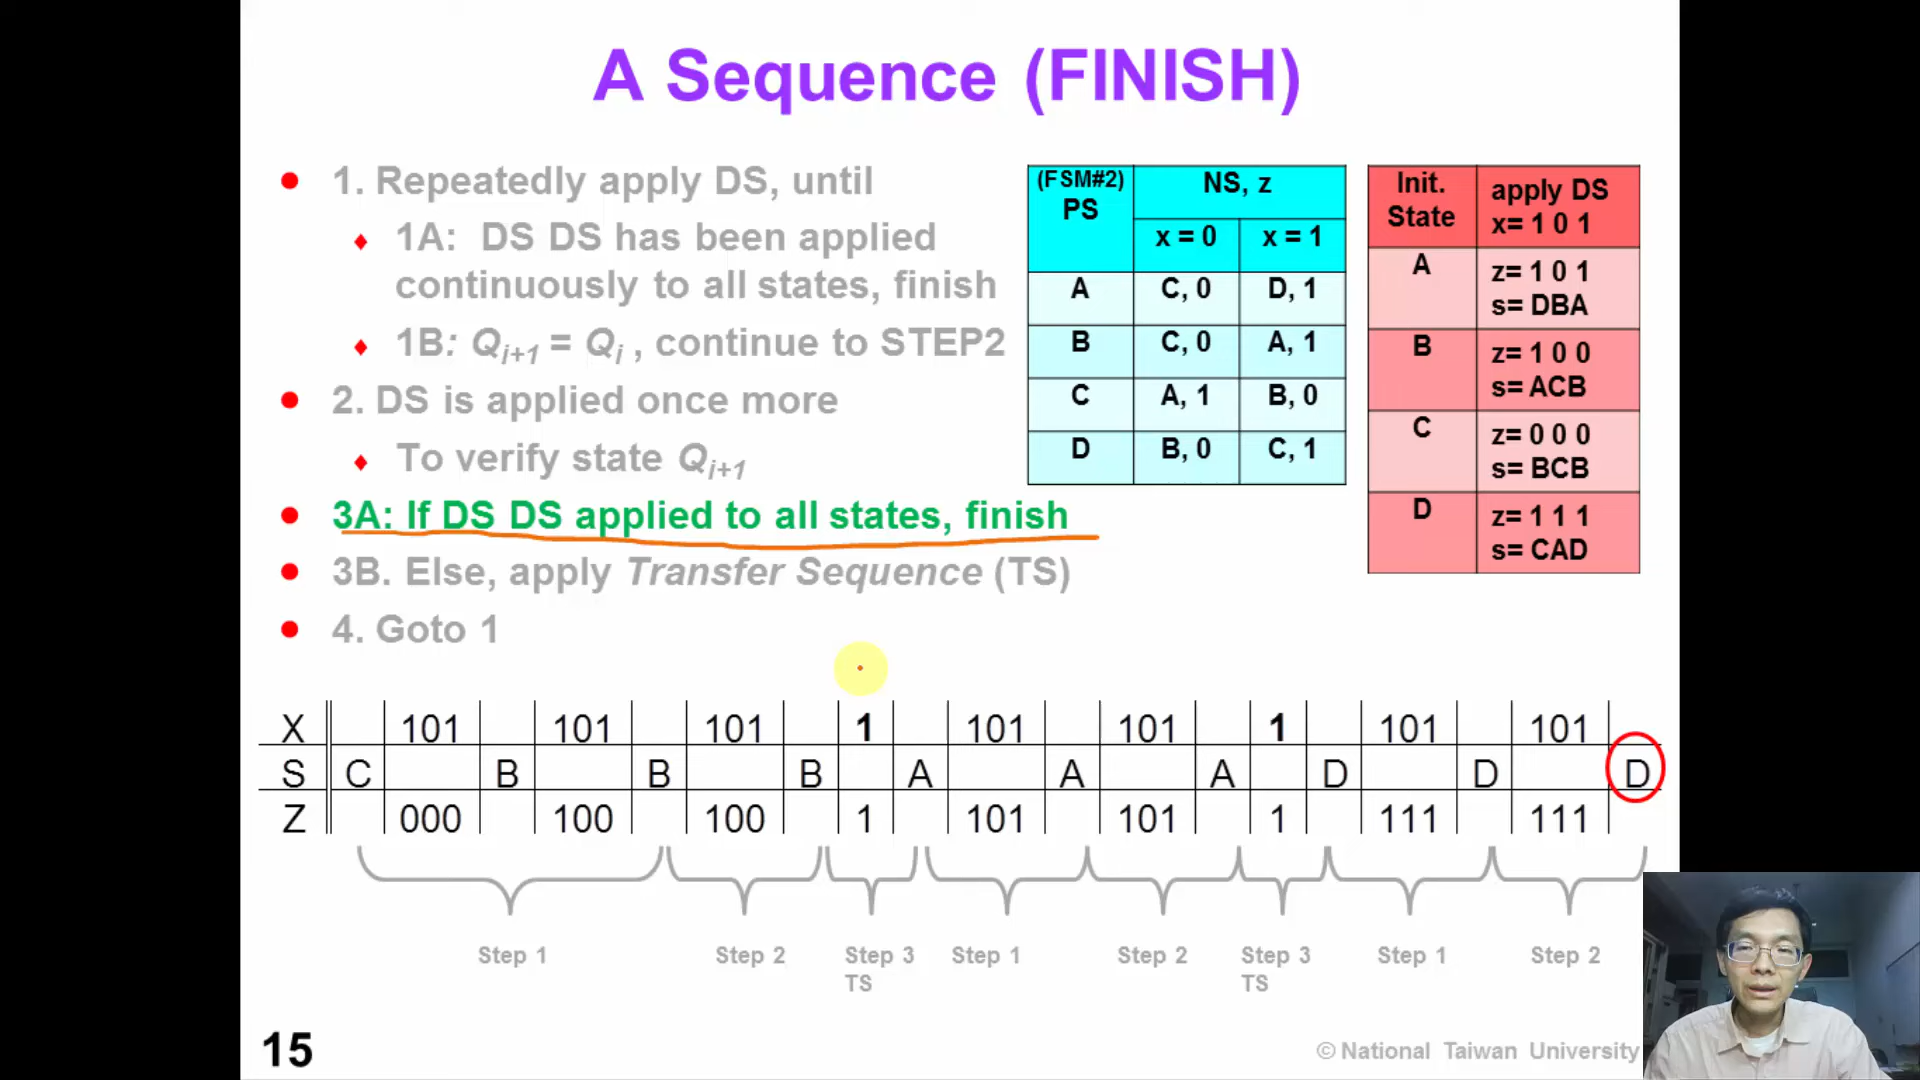 A Sequence (FINISH)
1. Repeatedly apply DS, until
1A: DS DS has been applied
continuously to all states, finish
1B: Qi+1 = Qi , continue to STEP2
2. DS is applied once more
To verify state Qi+1
3A: If DS DS applied to all states, finish
3B. Else, apply Transfer Sequence (TS)
4. Goto 1
(FSM#2) PS NS, z
x = 0 x = 1
A C, 0 D, 1
B C, 0 A, 1
C A, 1 B, 0
D B, 0 C, 1
Init. State apply DS x= 1 0 1
A z= 1 0 1 s= DBA
B z= 1 0 0 s= ACB
C z= 0 0 0 s= BCB
D z= 1 1 1 s= CAD
X 101 101 101 1 101 101 1 101 101
S C B B B A A A D D D
Z 000 100 100 1 101 101 1 111 111
Step 1 Step 2 Step 3 Step 1 Step 2 Step 3 Step 1 Step 2
TS TS
15
© National Taiwan University